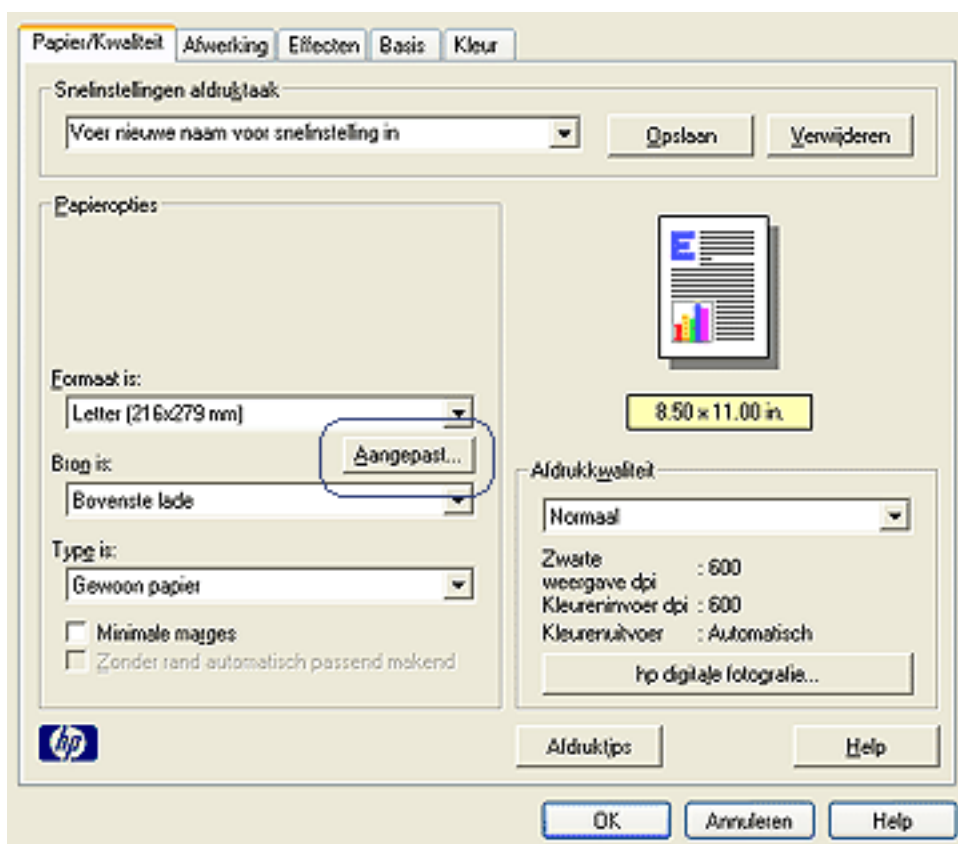 Papier/Kwaliteit Afwerking Effecten Basis Kleur
Snelinstellingen afdruktaak
Voer nieuwe naam voor snelinstelling in
Opslaan
Verwijderen
Papieropties
E
Formaat is:
Letter (216x279 mm)
8.50 x 11.00 in.
Aangepast...
Bron is:
Bovenste lade
Afdrukkwaliteit
Normaal
Type is:
Gewoon papier
Zwarte
weergave dpi : 600
Kleureninvoer dpi : 600
Kleurenuitvoer : Automatisch
Minimale marges
Zonder rand automatisch passend makend
hp digitale fotografie...
hp
Afdruktips
Help
OK
Annuleren
Help